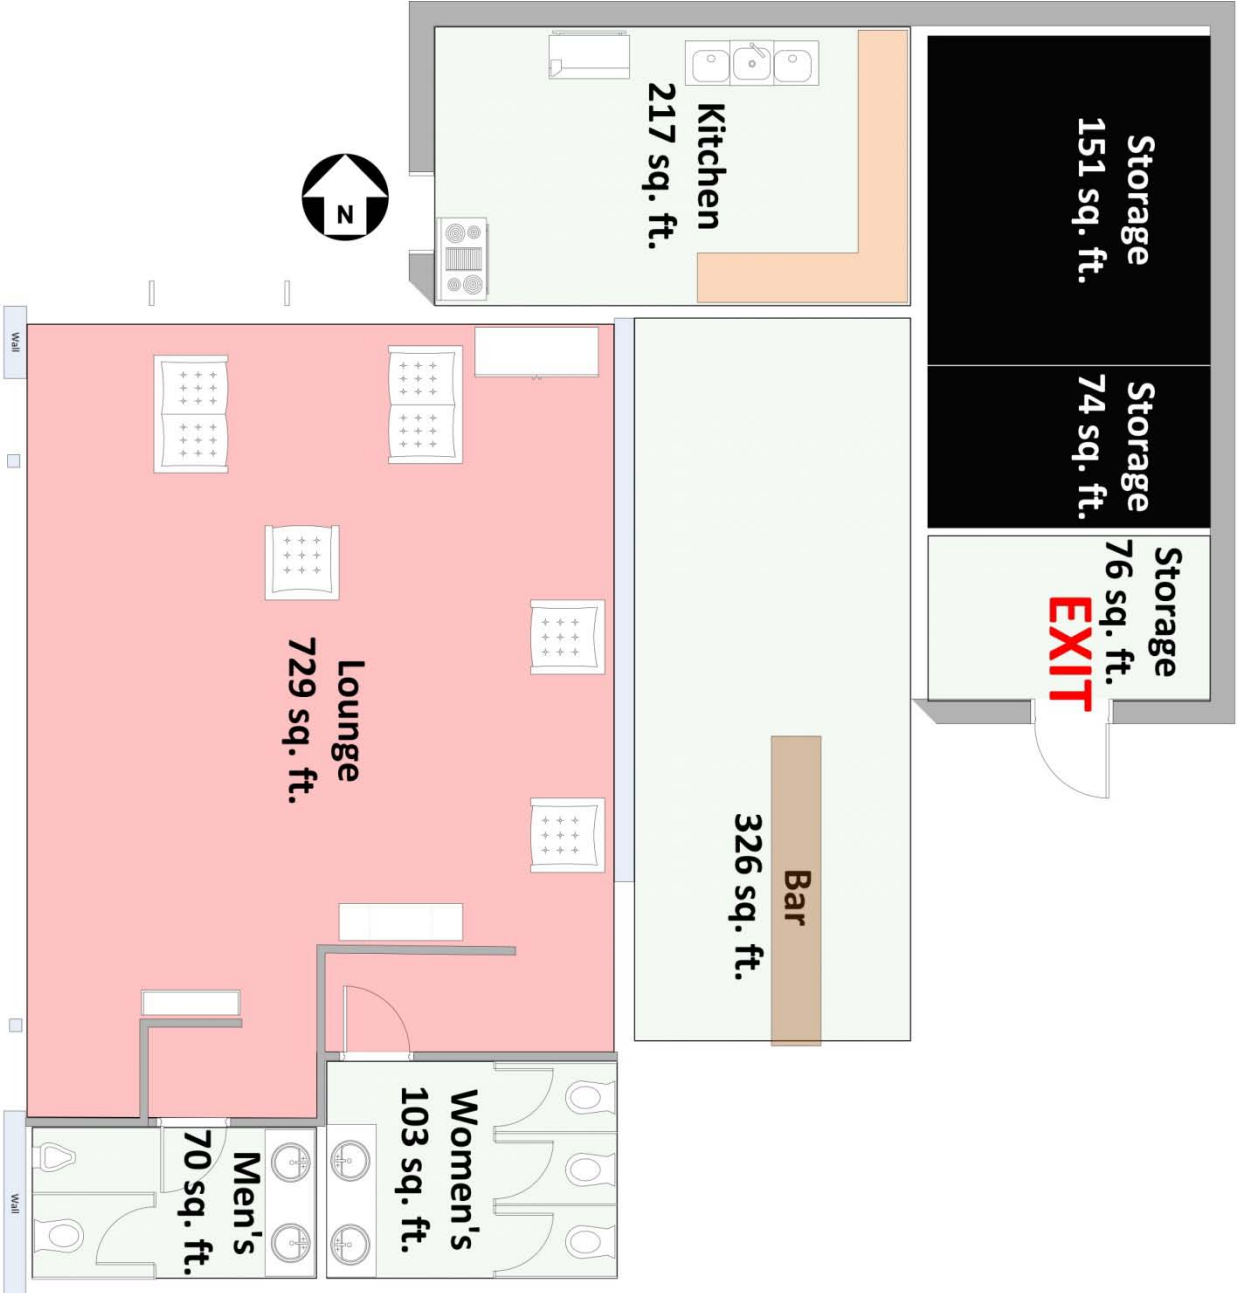 Kitchen
217 sq. ft.
Storage
151 sq. ft.
N
Wall
Storage
74 sq. ft.
Storage
76 sq. ft.
EXIT
Lounge
729 sq. ft.
Bar
326 sq. ft.
Women's
103 sq. ft.
Men's
70 sq. ft.
Wall